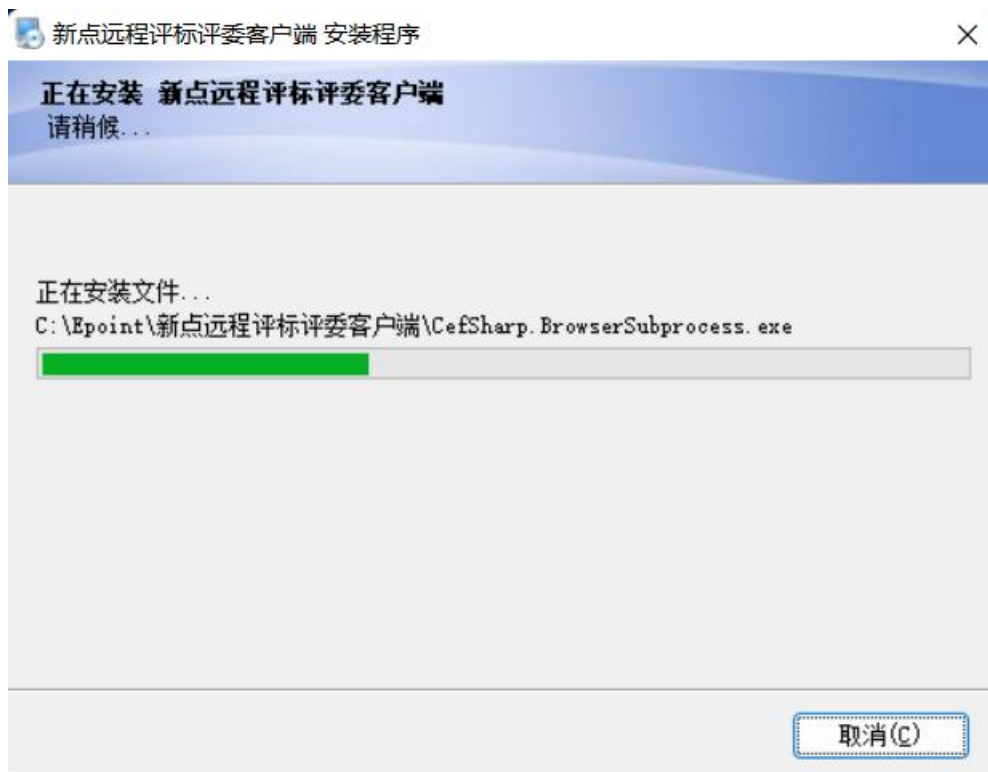 新点远程评标评委客户端 安装程序
正在安装 新点远程评标评委客户端
请稍候...
正在安装文件...
C:\Epoint\新点远程评标评委客户端\CefSharp.BrowserSubprocess.exe
取消(C)